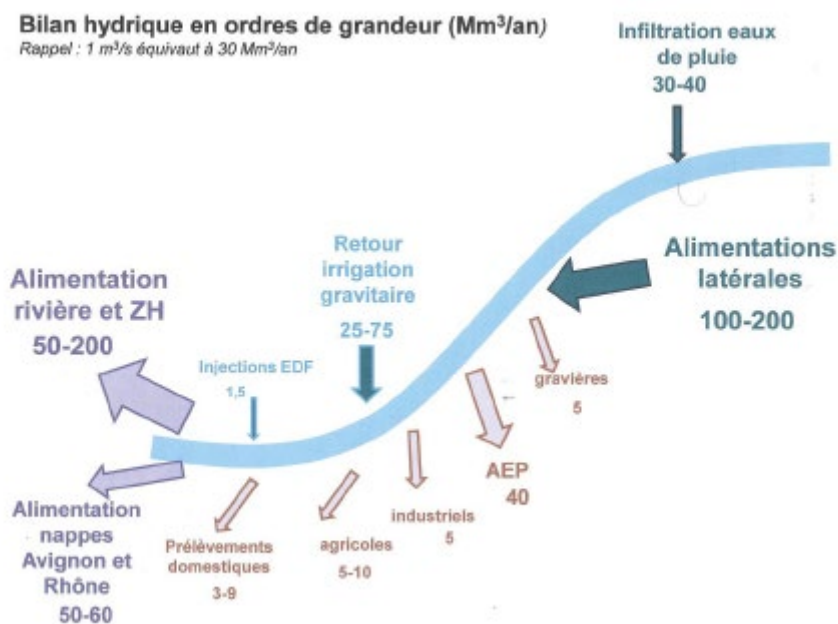 Bilan hydrique en ordres de grandeur (Mm³/an)
Rappel : 1 m³/s équivaut à 30 Mm³/an
Infiltration eaux
de pluie
30-40
Retour
irrigation
gravitaire
25-75
Alimentations
latérales
100-200
Alimentation
rivière et ZH
50-200
Injections EDF
1,5
gravières
5
AEP
40
industriels
5
agricoles
5-10
Prélèvements
domestiques
3-9
Alimentation
nappes
Avignon et
Rhône
50-60